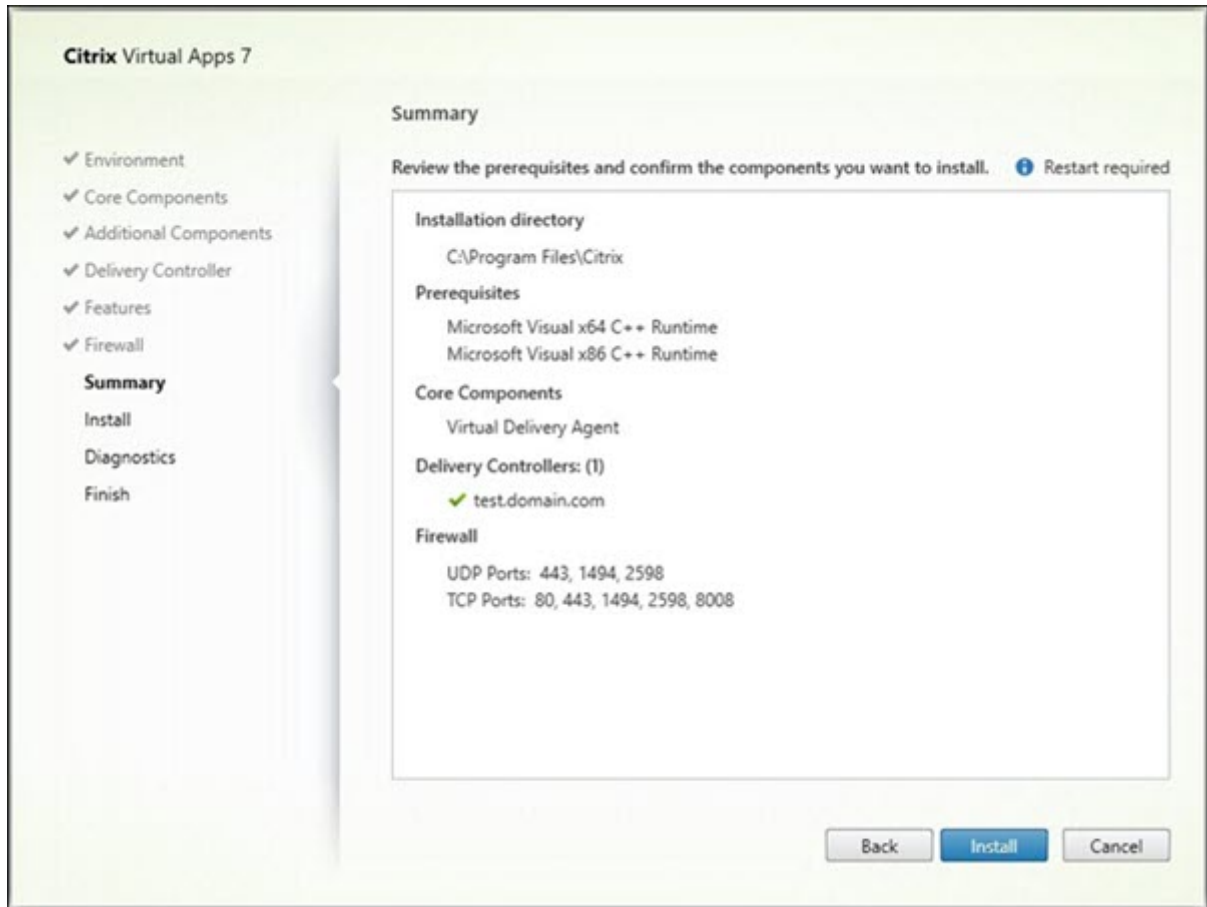 Citrix Virtual Apps 7
Summary
✔ Environment
✔ Core Components
✔ Additional Components
✔ Delivery Controller
✔ Features
✔ Firewall
Summary
Install
Diagnostics
Finish
Review the prerequisites and confirm the components you want to install. Restart required
Installation directory
C:\Program Files\Citrix
Prerequisites
Microsoft Visual x64 C++ Runtime
Microsoft Visual x86 C++ Runtime
Core Components
Virtual Delivery Agent
Delivery Controllers: (1)
✔ test.domain.com
Firewall
UDP Ports: 443, 1494, 2598
TCP Ports: 80, 443, 1494, 2598, 8008
Back Install Cancel